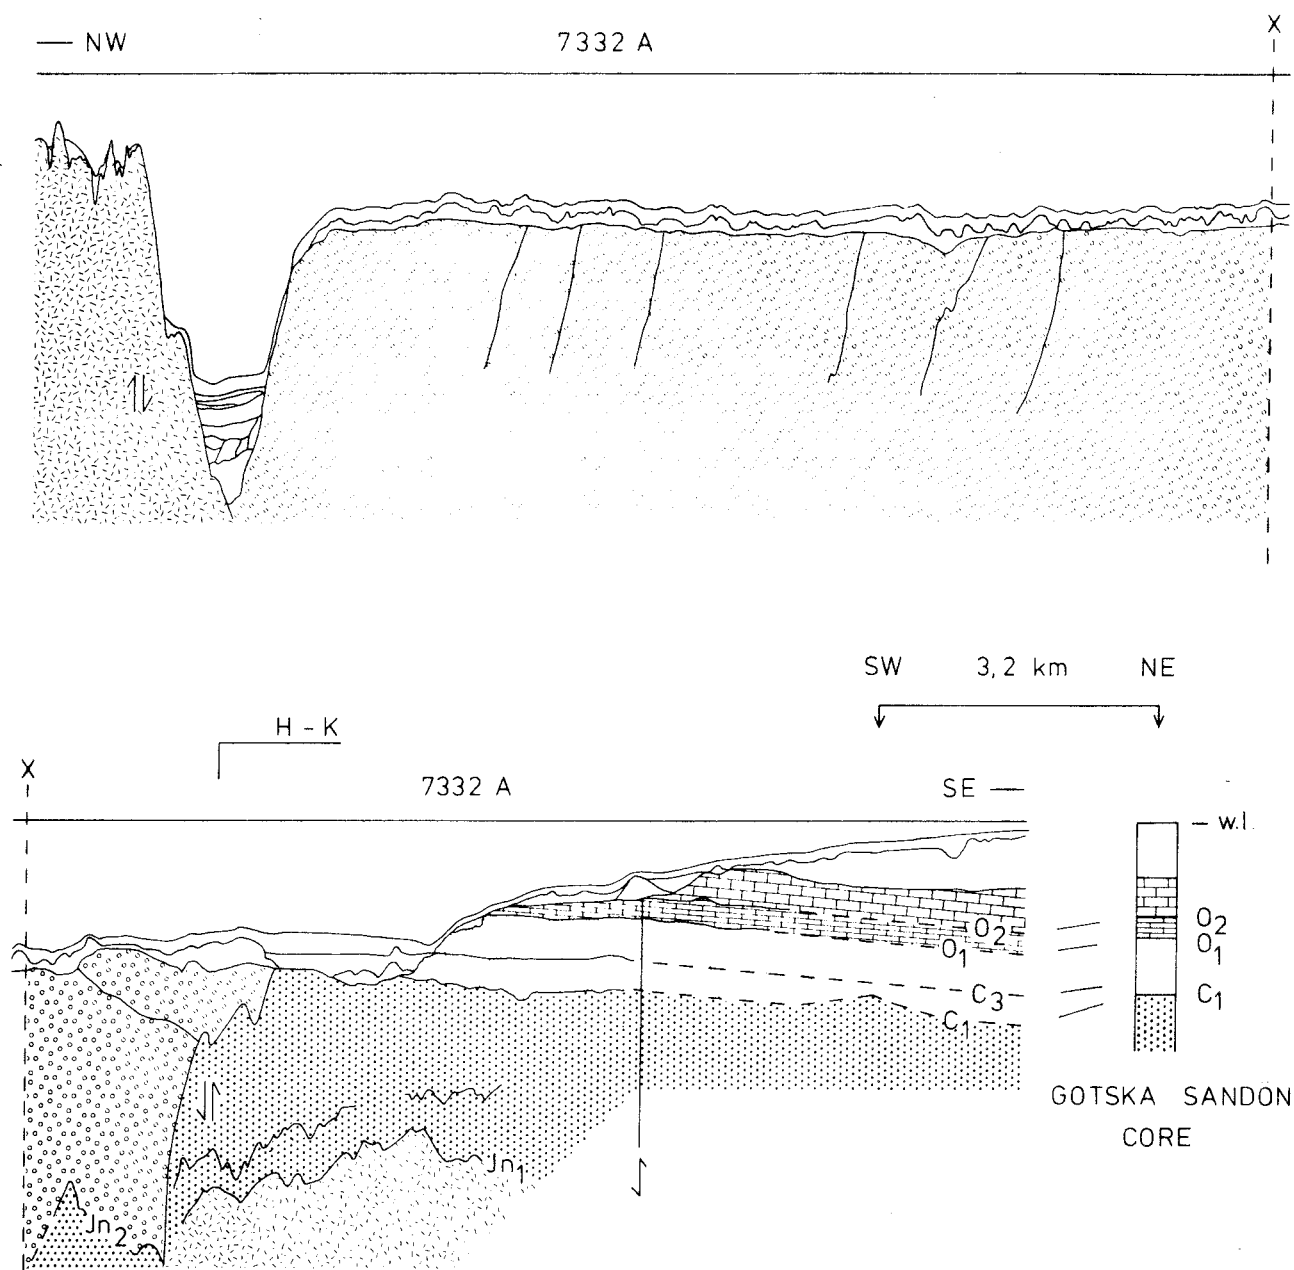 NW 7332 A X
SW 3,2 km NE
H - K
X 7332 A SE
w.l.
O2 O2
O1 O1
C3 C1
C1
GOTSKA SANDÖN
CORE
Jn1
Jn2